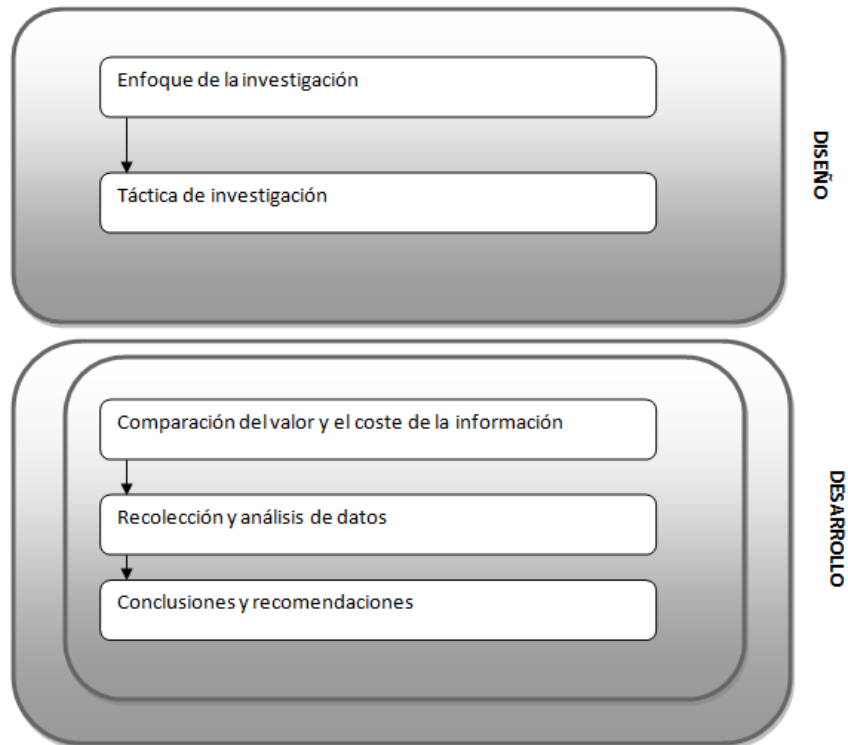 Enfoque de la investigación
Táctica de investigación
DISEÑO
Comparación del valor y el coste de la información
Recolección y análisis de datos
Conclusiones y recomendaciones
DESARROLLO